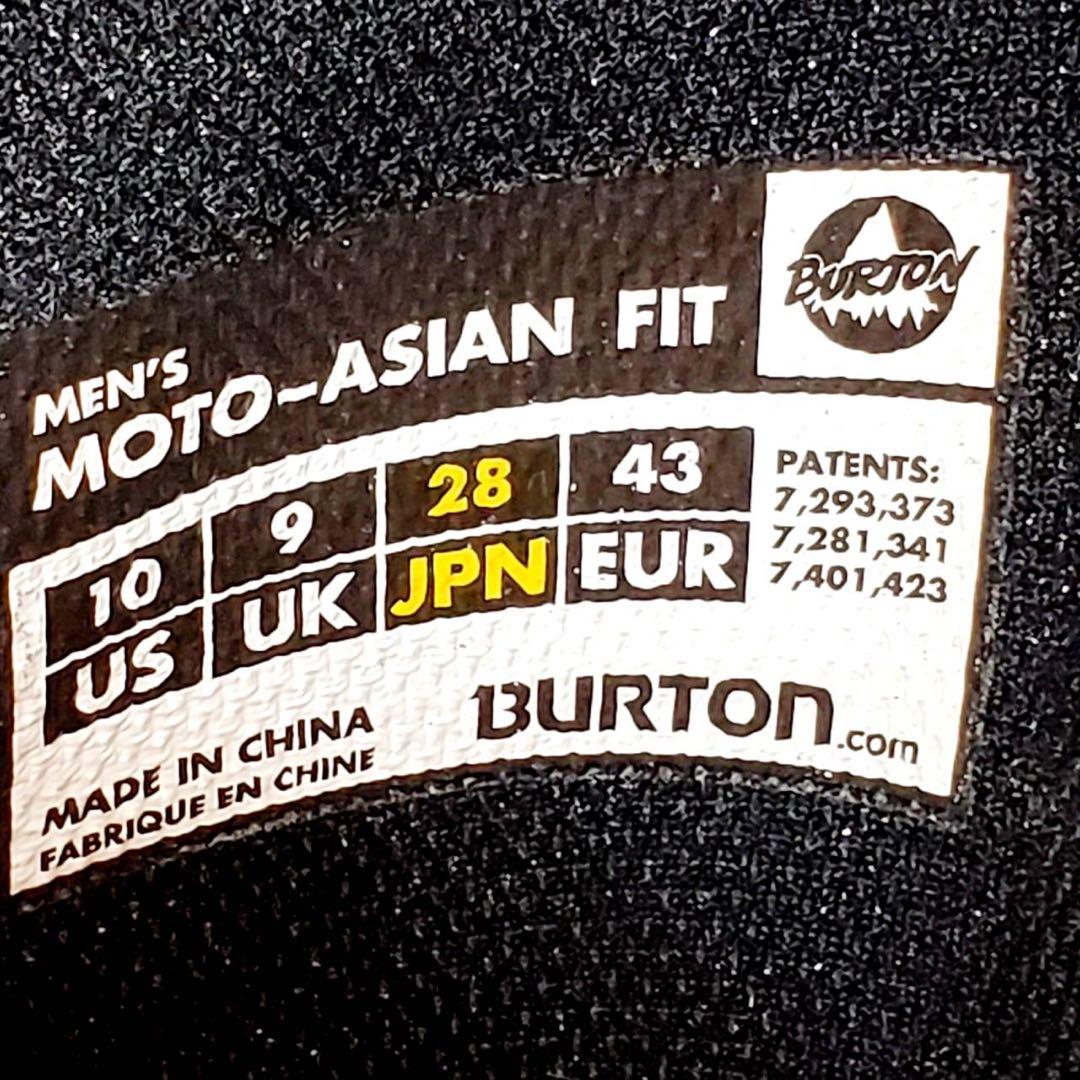 BURTON
MEN'S
MOTO-ASIAN FIT
10 9 28 43
US UK JPN EUR
PATENTS:
7,293,373
7,281,341
7,401,423
BURTON.com
MADE IN CHINA
FABRIQUE EN CHINE